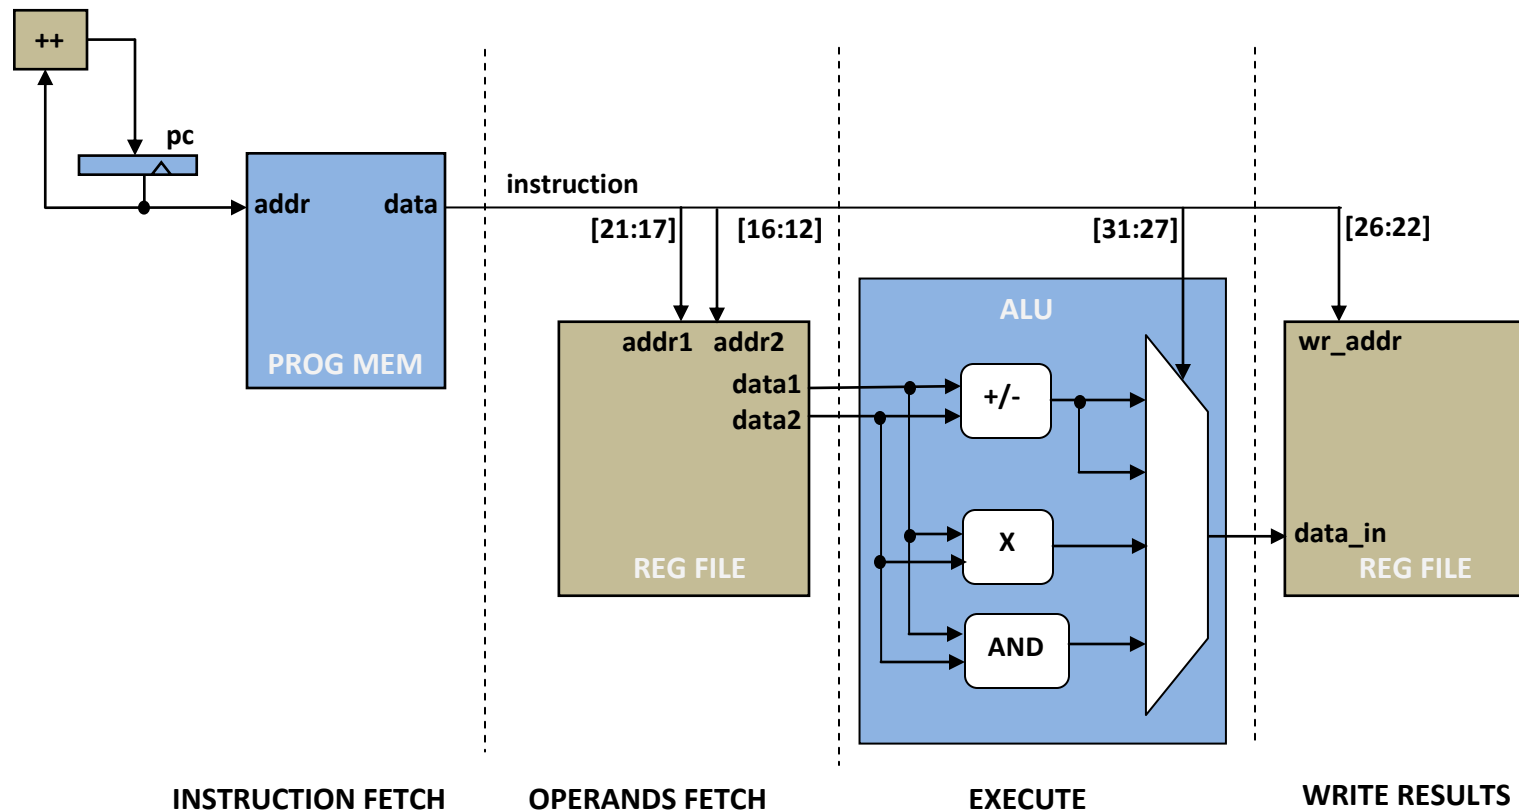 ++
pc
addr
data
PROG MEM
instruction
[21:17]
[16:12]
[31:27]
[26:22]
addr1
addr2
data1
data2
REG FILE
ALU
+/-
X
AND
wr_addr
data_in
REG FILE
INSTRUCTION FETCH
OPERANDS FETCH
EXECUTE
WRITE RESULTS